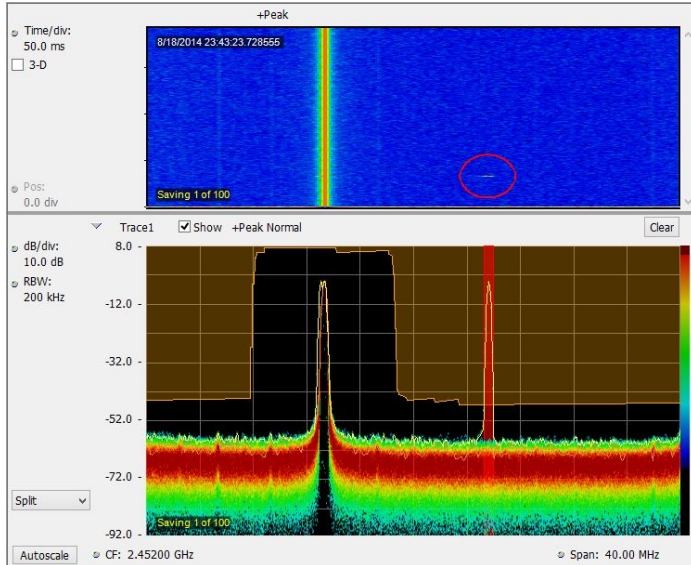 +Peak
Time/div:
50.0 ms
3-D
8/18/2014 23:43:23.728555
Pos:
0.0 div
Saving 1 of 100
Trace1 Show +Peak Normal Clear
dB/div:
10.0 dB
RBW:
200 kHz
8.0
-12.0
-32.0
-52.0
-72.0
-92.0
Split
Saving 1 of 100
Autoscale CF: 2.45200 GHz Span: 40.00 MHz